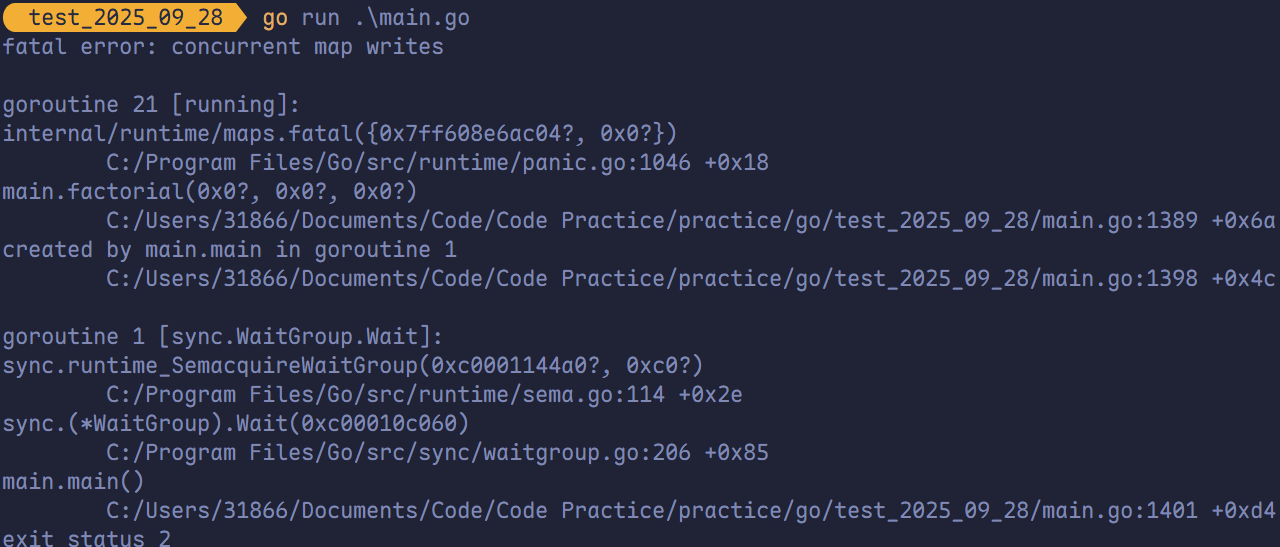 test_2025_09_28 go run .\main.go
fatal error: concurrent map writes
goroutine 21 [running]:
internal/runtime/maps.fatal({0x7ff608e6ac04?, 0x0?})
C:/Program Files/Go/src/runtime/panic.go:1046 +0x18
main.factorial(0x0?, 0x0?, 0x0?)
C:/Users/31866/Documents/Code/Code Practice/practice/go/test_2025_09_28/main.go:1389 +0x6a
created by main.main in goroutine 1
C:/Users/31866/Documents/Code/Code Practice/practice/go/test_2025_09_28/main.go:1398 +0x4c
goroutine 1 [sync.WaitGroup.Wait]:
sync.runtime_SemacquireWaitGroup(0xc0001144a0?, 0xc0?)
C:/Program Files/Go/src/runtime/sema.go:114 +0x2e
sync.(*WaitGroup).Wait(0xc00010c060)
C:/Program Files/Go/src/sync/waitgroup.go:206 +0x85
main.main()
C:/Users/31866/Documents/Code/Code Practice/practice/go/test_2025_09_28/main.go:1401 +0xd4
exit status 2